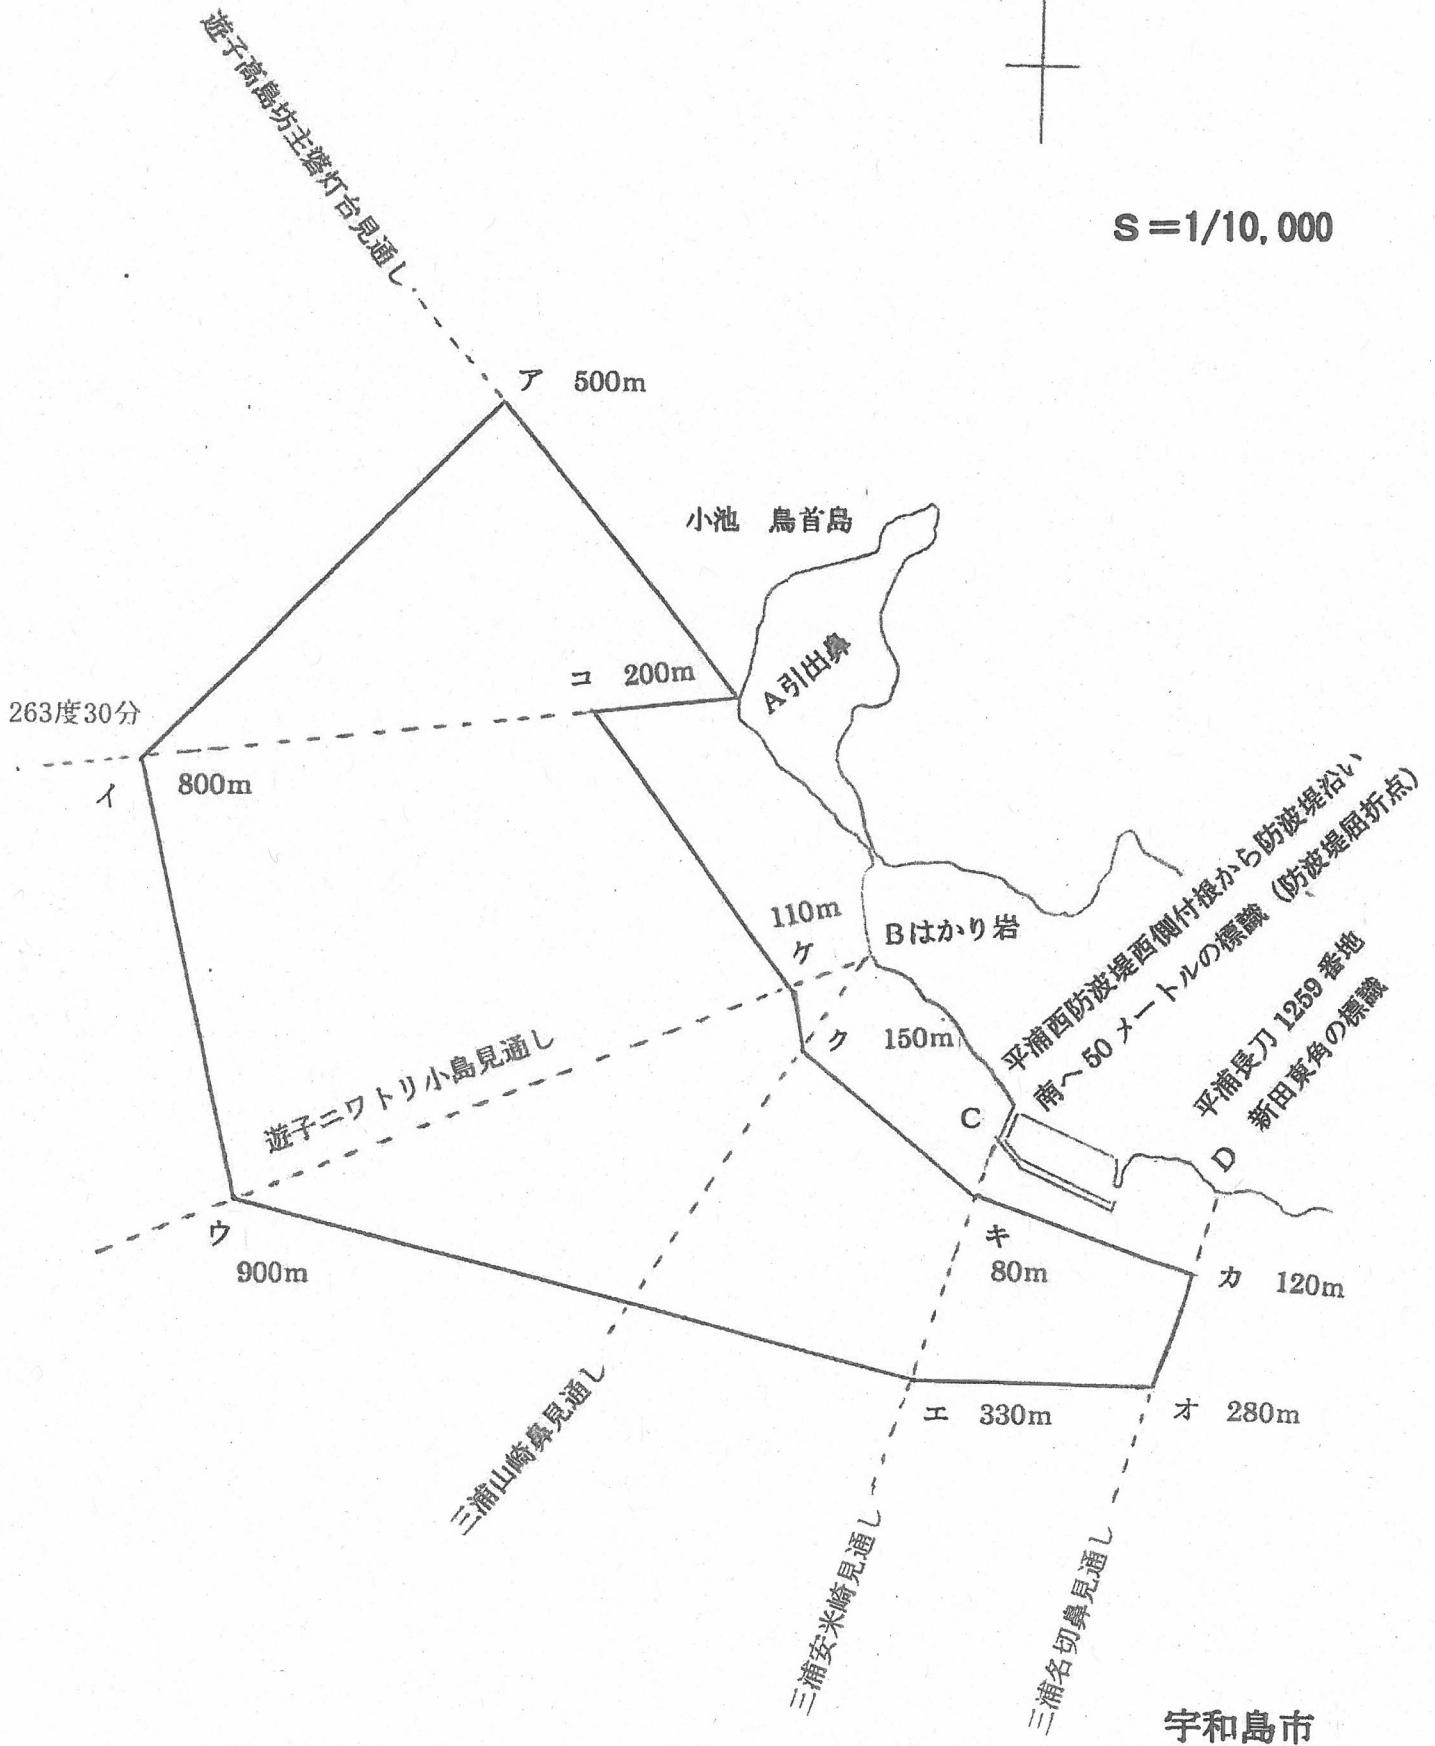 遊子高島坊主碆灯台見通し
S=1/10,000
ア 500m
小池 鳥首島
A引出鼻
コ 200m
263度30分
イ
800m
110m
ケ
Bはかり岩
平浦西防波堤西側付根から防波堤沿い
南へ50メートルの標識(防波堤屈折点)
平浦長刀1259番地
新田東角の標識
ク 150m
遊子ニワトリ小島見通し
C
D
ウ
900m
キ
80m
カ 120m
エ 330m
オ 280m
三浦山崎鼻見通し
三浦安米崎見通し
三浦名切鼻見通し
宇和島市